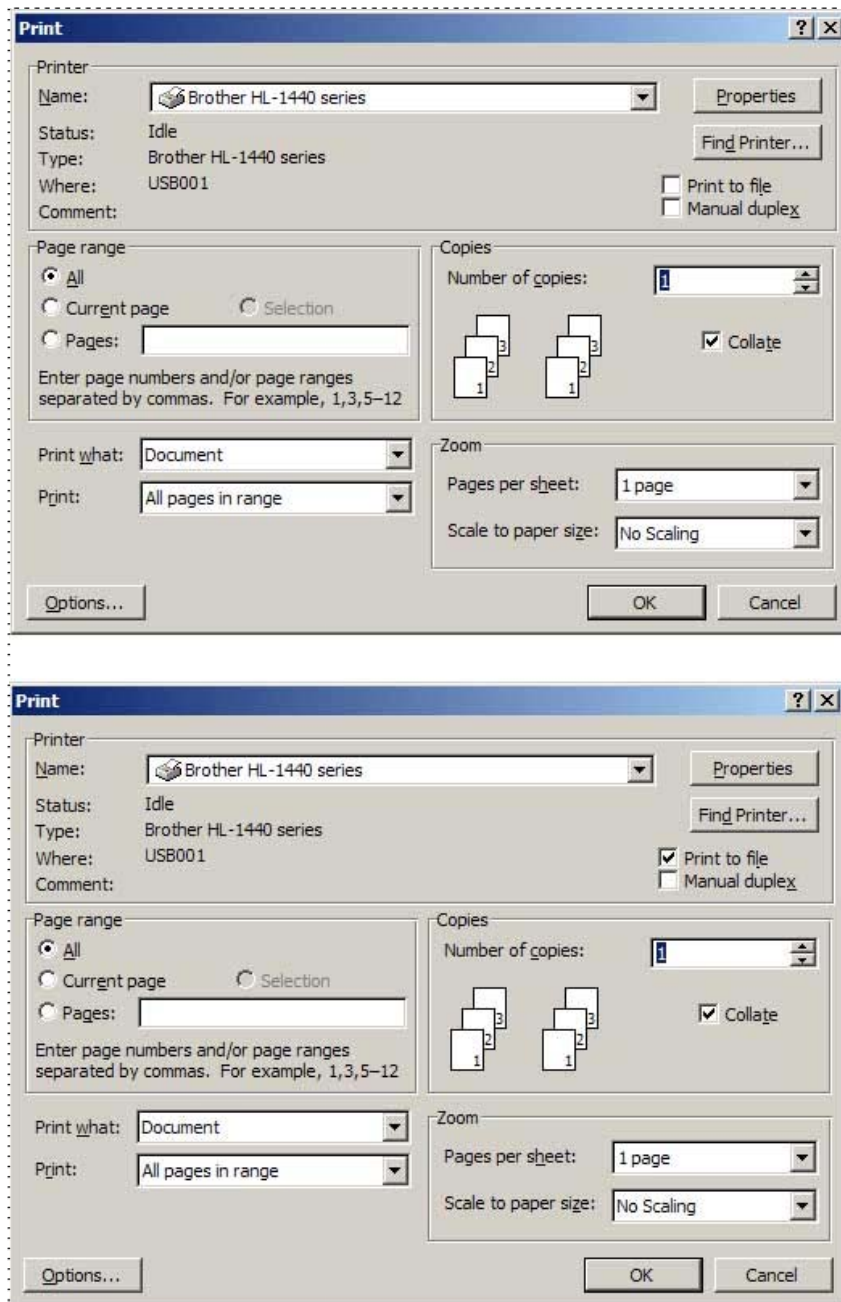 Print
Printer
Name: Brother HL-1440 series Properties
Status: Idle Find Printer...
Type: Brother HL-1440 series
Where: USB001 Print to file
Comment: Manual duplex
Page range
All
Current page Selection
Pages:
Enter page numbers and/or page ranges
separated by commas. For example, 1,3,5–12
Copies
Number of copies: 1
3 3
2 2
1 1
Collate
Print what: Document
Print: All pages in range
Zoom
Pages per sheet: 1 page
Scale to paper size: No Scaling
Options... OK Cancel
Print
Printer
Name: Brother HL-1440 series Properties
Status: Idle Find Printer...
Type: Brother HL-1440 series
Where: USB001 Print to file
Comment: Manual duplex
Page range
All
Current page Selection
Pages:
Enter page numbers and/or page ranges
separated by commas. For example, 1,3,5–12
Copies
Number of copies: 1
3 3
2 2
1 1
Collate
Print what: Document
Print: All pages in range
Zoom
Pages per sheet: 1 page
Scale to paper size: No Scaling
Options... OK Cancel